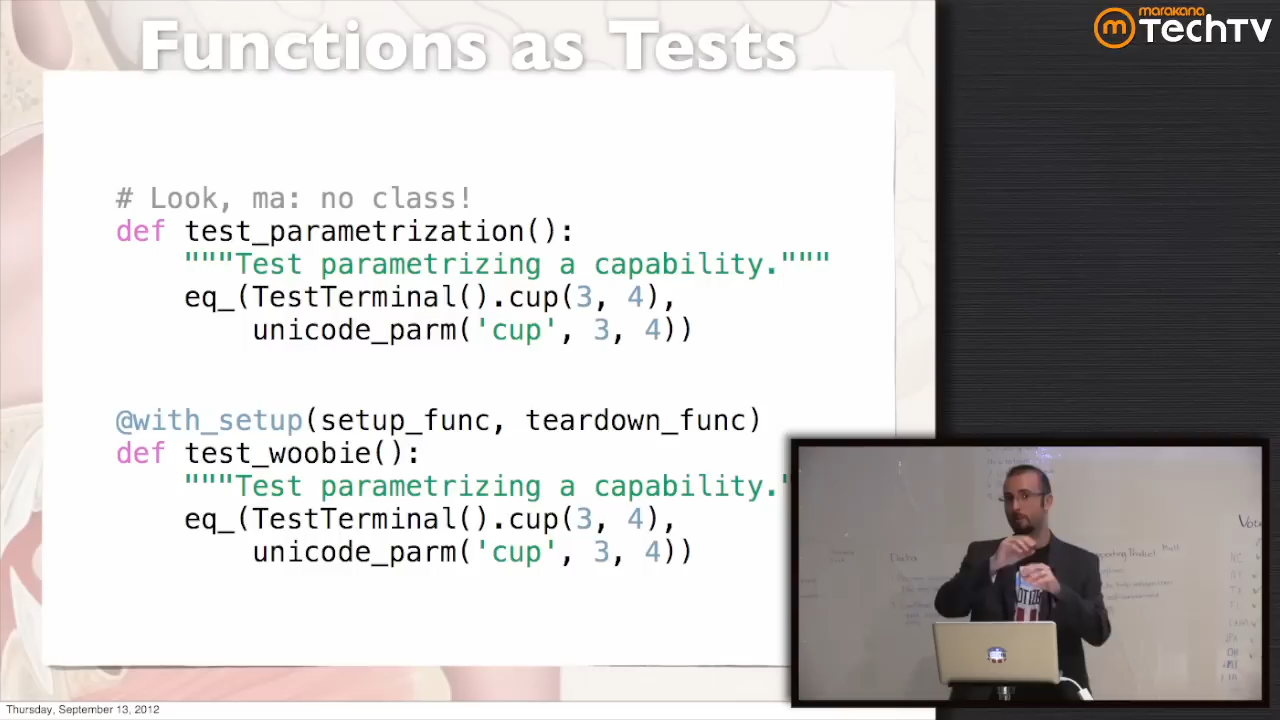 Functions as Tests
marakana
TechTV
# Look, ma: no class!
def test_parametrization():
"""Test parametrizing a capability."""
eq_(TestTerminal().cup(3, 4),
unicode_parm('cup', 3, 4))
@with_setup(setup_func, teardown_func)
def test_woobie():
"""Test parametrizing a capability."
eq_(TestTerminal().cup(3, 4),
unicode_parm('cup', 3, 4))
Thursday, September 13, 2012